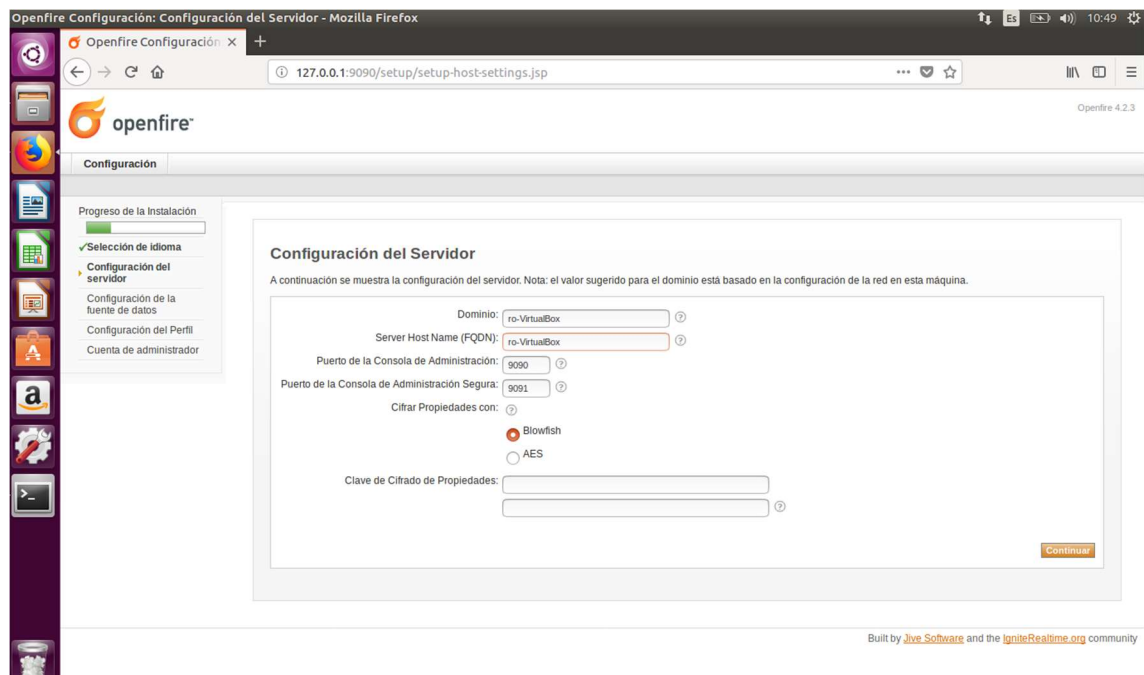 Openfire Configuración: Configuración del Servidor - Mozilla Firefox
Es
10:49
Openfire Configuración
127.0.0.1:9090/setup/setup-host-settings.jsp
openfire™
Openfire 4.2.3
Configuración
Progreso de la Instalación
Selección de idioma
Configuración del
servidor
Configuración de la
fuente de datos
Configuración del Perfil
Cuenta de administrador
Configuración del Servidor
A continuación se muestra la configuración del servidor. Nota: el valor sugerido para el dominio está basado en la configuración de la red en esta máquina.
Dominio: ro-VirtualBox
Server Host Name (FQDN): ro-VirtualBox
Puerto de la Consola de Administración: 9090
Puerto de la Consola de Administración Segura: 9091
Cifrar Propiedades con:
Blowfish
AES
Clave de Cifrado de Propiedades:
Continuar
Built by Jive Software and the IgniteRealtime.org community